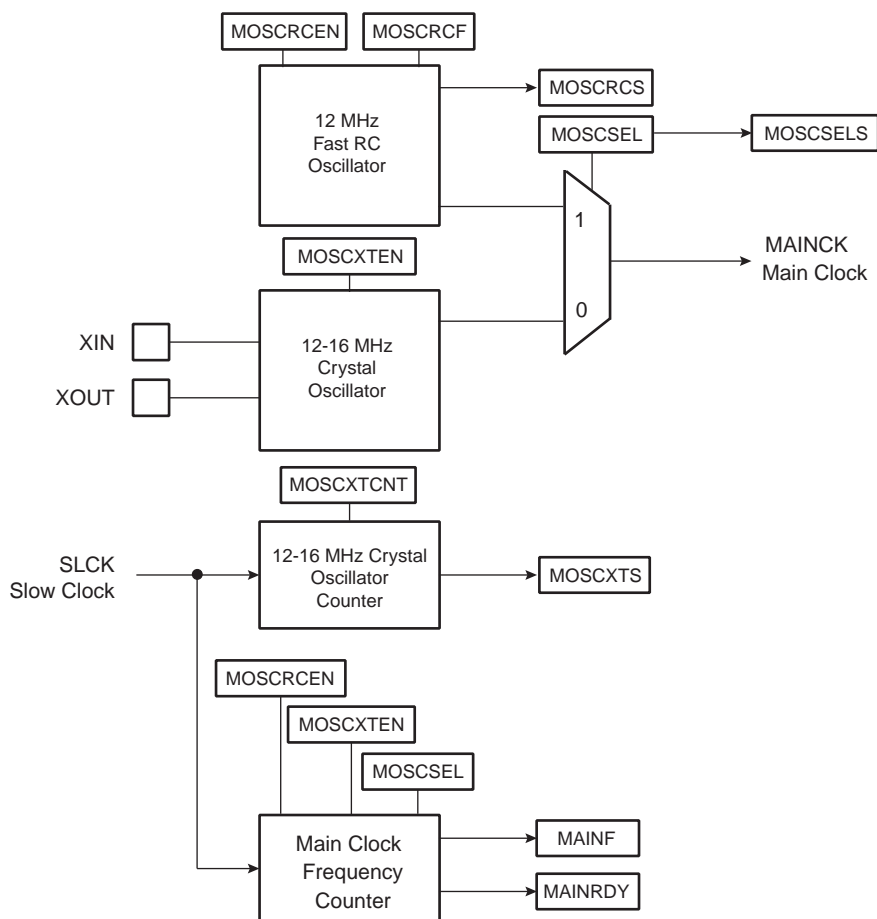 MOSCRCEN
MOSCRCF
12 MHz
Fast RC
Oscillator
MOSCRCS
MOSCSEL
MOSCSELS
1
0
MAINCK
Main Clock
MOSCXTEN
XIN
XOUT
12-16 MHz
Crystal
Oscillator
MOSCXTCNT
SLCK
Slow Clock
12-16 MHz Crystal
Oscillator
Counter
MOSCXTS
MOSCRCEN
MOSCXTEN
MOSCSEL
Main Clock
Frequency
Counter
MAINF
MAINRDY